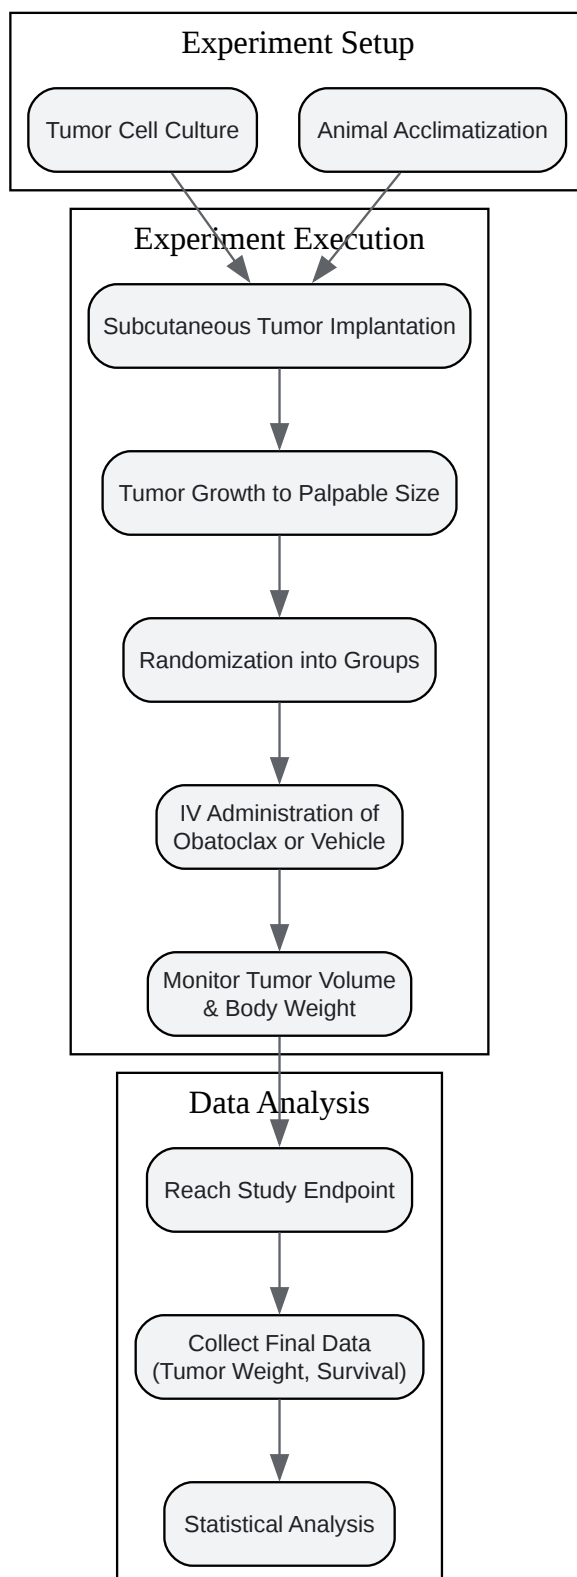 Experiment Setup
Tumor Cell Culture
Animal Acclimatization
Experiment Execution
Subcutaneous Tumor Implantation
Tumor Growth to Palpable Size
Randomization into Groups
IV Administration of
Obatoclax or Vehicle
Monitor Tumor Volume
& Body Weight
Data Analysis
Reach Study Endpoint
Collect Final Data
(Tumor Weight, Survival)
Statistical Analysis